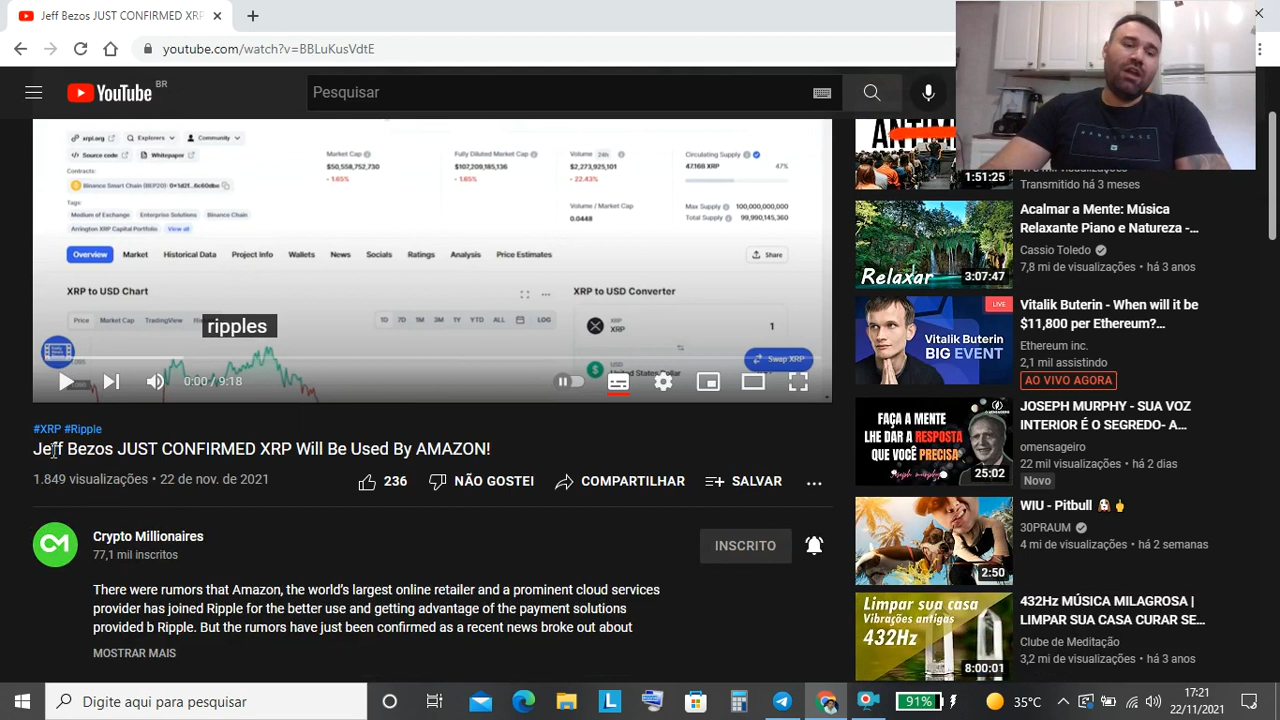 Jeff Bezos JUST CONFIRMED XRP
youtube.com/watch?v=BBLuKusVdtE
YouTube BR
Pesquisar
xrpl.org Explorers Community
Source code Whitepaper
Contracts:
Binance Smart Chain (BEP20)
Tags:
Medium of Exchange Enterprise Solutions Binance Chain
Arrington XRP Capital Portfolio View all
Market Cap
$50,558,752,730
- 1.65%
Fully Diluted Market Cap
$107,209,185,136
- 1.65%
Volume 24h
$2,273,925,101
- 22.43%
Volume / Market Cap
0.0448
Circulating Supply
47.16B XRP 47%
Max Supply 100,000,000,000
Total Supply 99,990,145,360
Overview Market Historical Data Project Info Wallets News Socials Ratings Analysis Price Estimates Share
XRP to USD Chart
XRP to USD Converter
Price Market Cap TradingView
1D 7D 1M 3M 1Y YTD ALL LOG
XRP
XRP
1
ripples
USD
United States Dollar
Swap XRP
0:00 / 9:18
#XRP #Ripple
Jeff Bezos JUST CONFIRMED XRP Will Be Used By AMAZON!
1.849 visualizações • 22 de nov. de 2021
236 NÃO GOSTEI COMPARTILHAR SALVAR
Crypto Millionaires
77,1 mil inscritos
INSCRITO
There were rumors that Amazon, the world's largest online retailer and a prominent cloud services
provider has joined Ripple for the better use and getting advantage of the payment solutions
provided b Ripple. But the rumors have just been confirmed as a recent news broke out about
MOSTRAR MAIS
1:51:25
Transmitido há 3 meses
Relaxar
3:07:47
Acalmar a Mente: Música
Relaxante Piano e Natureza -...
Cassio Toledo
7,8 mi de visualizações • há 3 anos
LIVE
Vitalik Buterin
BIG EVENT
Vitalik Buterin - When will it be
$11,800 per Ethereum?...
Ethereum inc.
2,1 mil assistindo
AO VIVO AGORA
FAÇA A MENTE
LHE DAR A RESPOSTA
QUE VOCÊ PRECISA
25:02
JOSEPH MURPHY - SUA VOZ
INTERIOR É O SEGREDO- A...
omensageiro
22 mil visualizações • há 2 dias
Novo
2:50
WIU - Pitbull
30PRAUM
4 mi de visualizações • há 2 semanas
Limpar sua casa
Vibrações antigas
432Hz
8:00:01
432Hz MÚSICA MILAGROSA |
LIMPAR SUA CASA CURAR SE...
Clube de Meditação
3,2 mi de visualizações • há 3 anos
Digite aqui para pesquisar
91%
35°C
17:21
22/11/2021